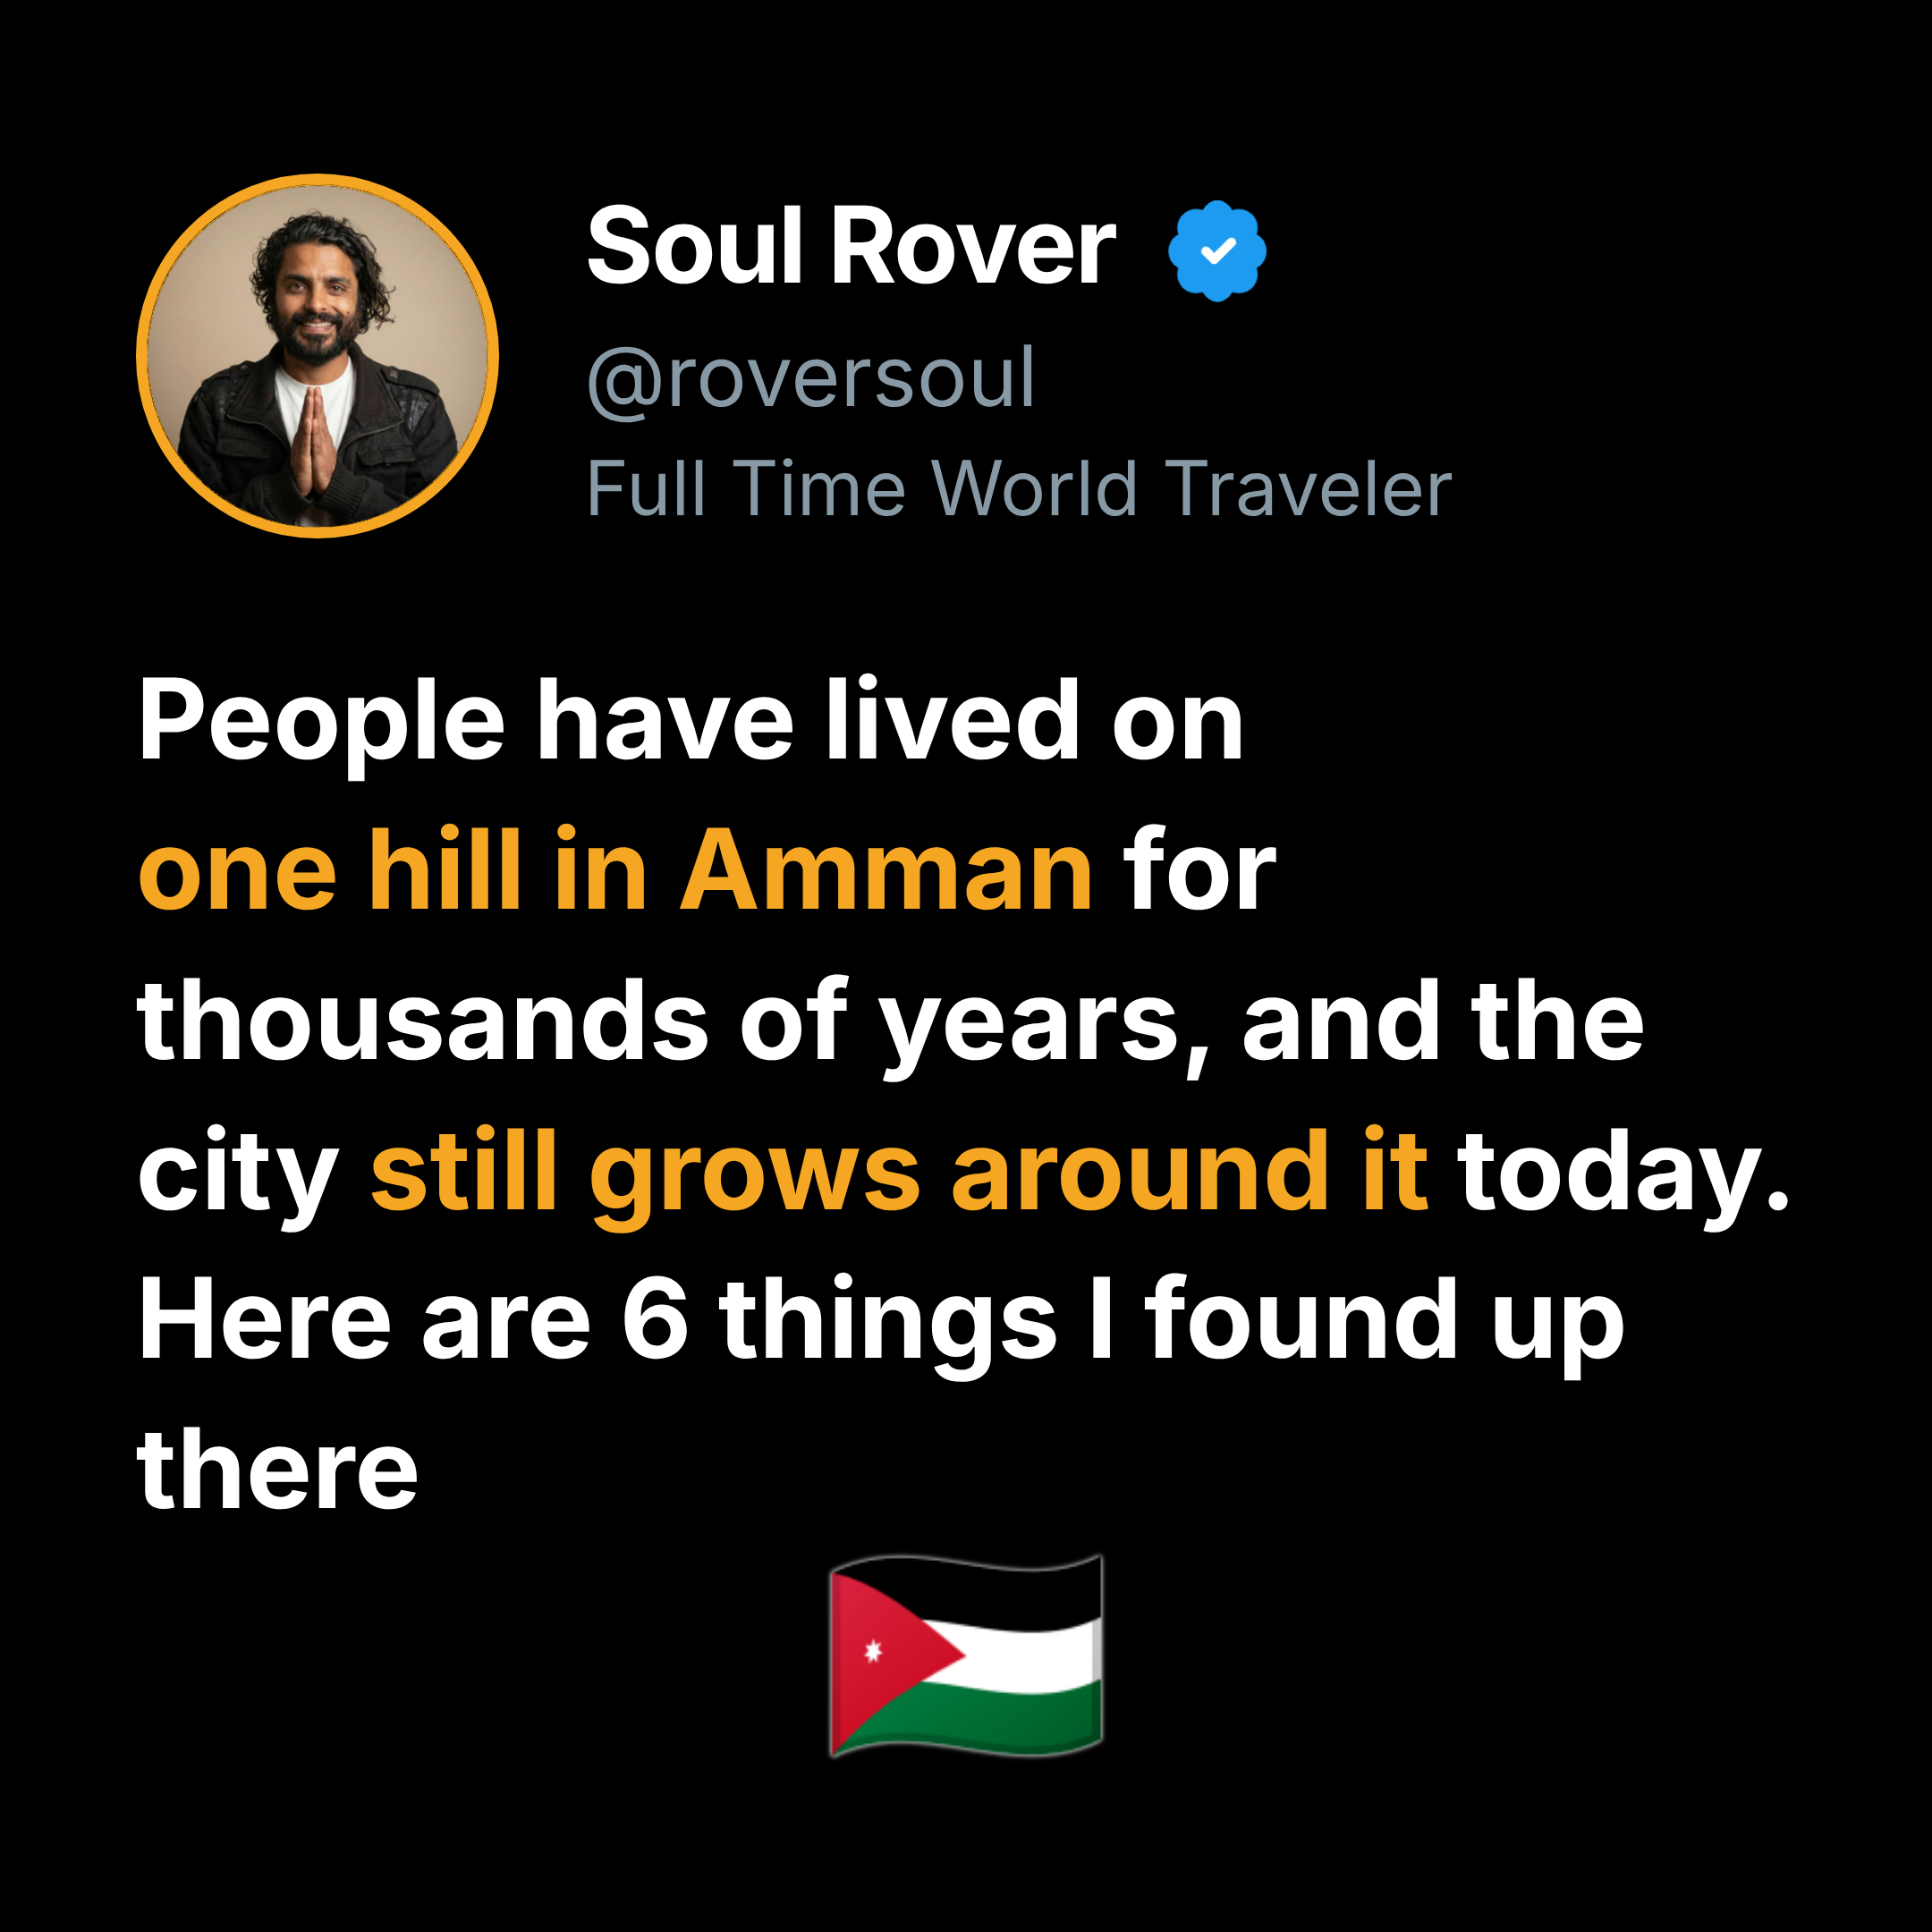 Soul Rover
@roversoul
Full Time World Traveler
People have lived on
one hill in Amman for
thousands of years, and the
city still grows around it today.
Here are 6 things I found up
there